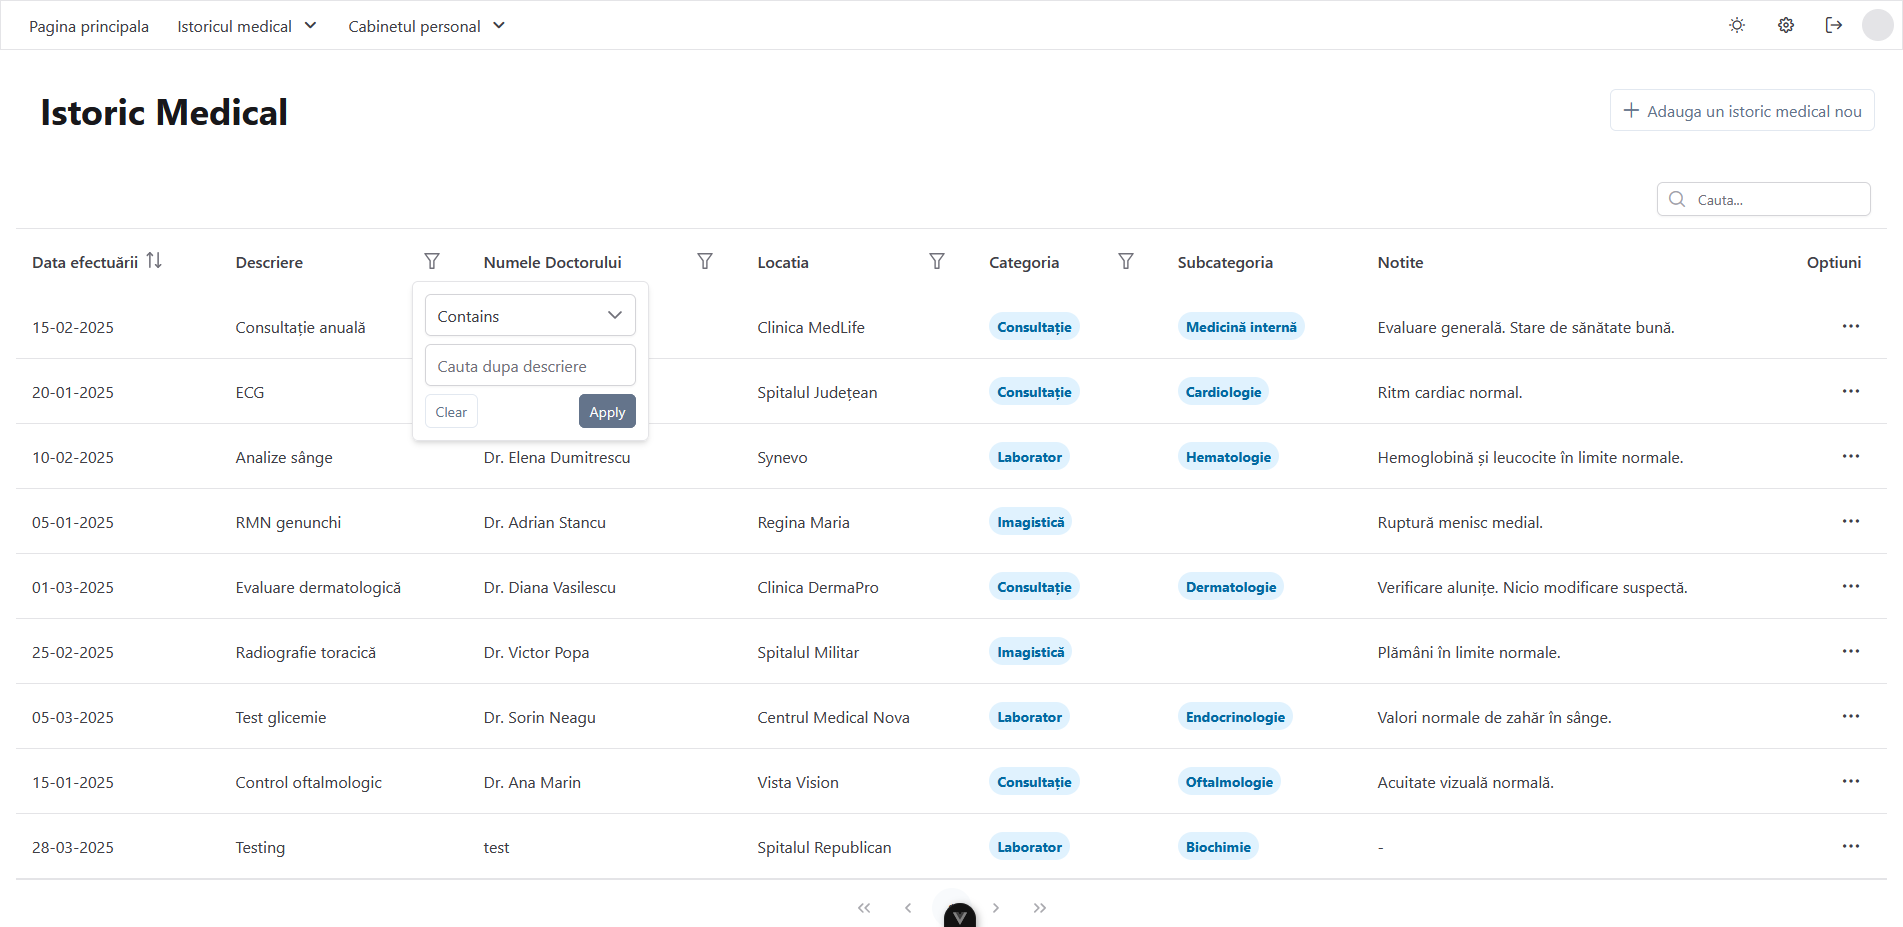 Pagina principala Istoricul medical Cabinetul personal
Istoric Medical
Adauga un istoric medical nou
Cauta...
Data efectuării Descriere Numele Doctorului Locatia Categoria Subcategoria Notite Optiuni
Contains
Cauta dupa descriere
Clear Apply
15-02-2025 Consultație anuală Clinica MedLife Consultație Medicină internă Evaluare generală. Stare de sănătate bună.
20-01-2025 ECG Spitalul Județean Consultație Cardiologie Ritm cardiac normal.
10-02-2025 Analize sânge Dr. Elena Dumitrescu Synevo Laborator Hematologie Hemoglobină și leucocite în limite normale.
05-01-2025 RMN genunchi Dr. Adrian Stancu Regina Maria Imagistică Ruptură menisc medial.
01-03-2025 Evaluare dermatologică Dr. Diana Vasilescu Clinica DermaPro Consultație Dermatologie Verificare alunițe. Nicio modificare suspectă.
25-02-2025 Radiografie toracică Dr. Victor Popa Spitalul Militar Imagistică Plămâni în limite normale.
05-03-2025 Test glicemie Dr. Sorin Neagu Centrul Medical Nova Laborator Endocrinologie Valori normale de zahăr în sânge.
15-01-2025 Control oftalmologic Dr. Ana Marin Vista Vision Consultație Oftalmologie Acuitate vizuală normală.
28-03-2025 Testing test Spitalul Republican Laborator Biochimie -